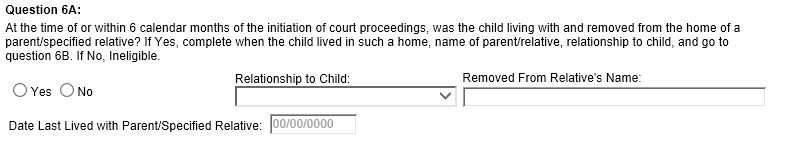 Question 6A:
At the time of or within 6 calendar months of the initiation of court proceedings, was the child living with and removed from the home of a
parent/specified relative? If Yes, complete when the child lived in such a home, name of parent/relative, relationship to child, and go to
question 6B. If No, Ineligible.
Relationship to Child: Removed From Relative's Name:
Yes No
Date Last Lived with Parent/Specified Relative: 00/00/0000